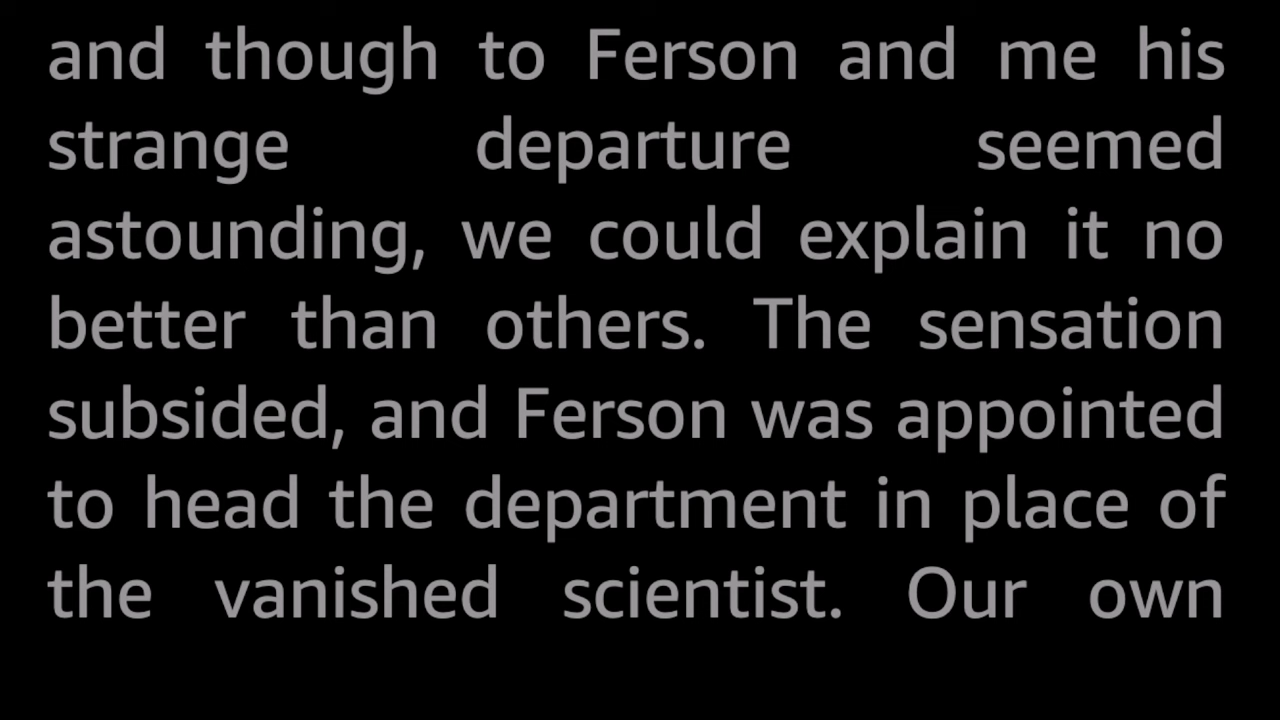 and though to Ferson and me his
strange departure seemed
astounding, we could explain it no
better than others. The sensation
subsided, and Ferson was appointed
to head the department in place of
the vanished scientist. Our own